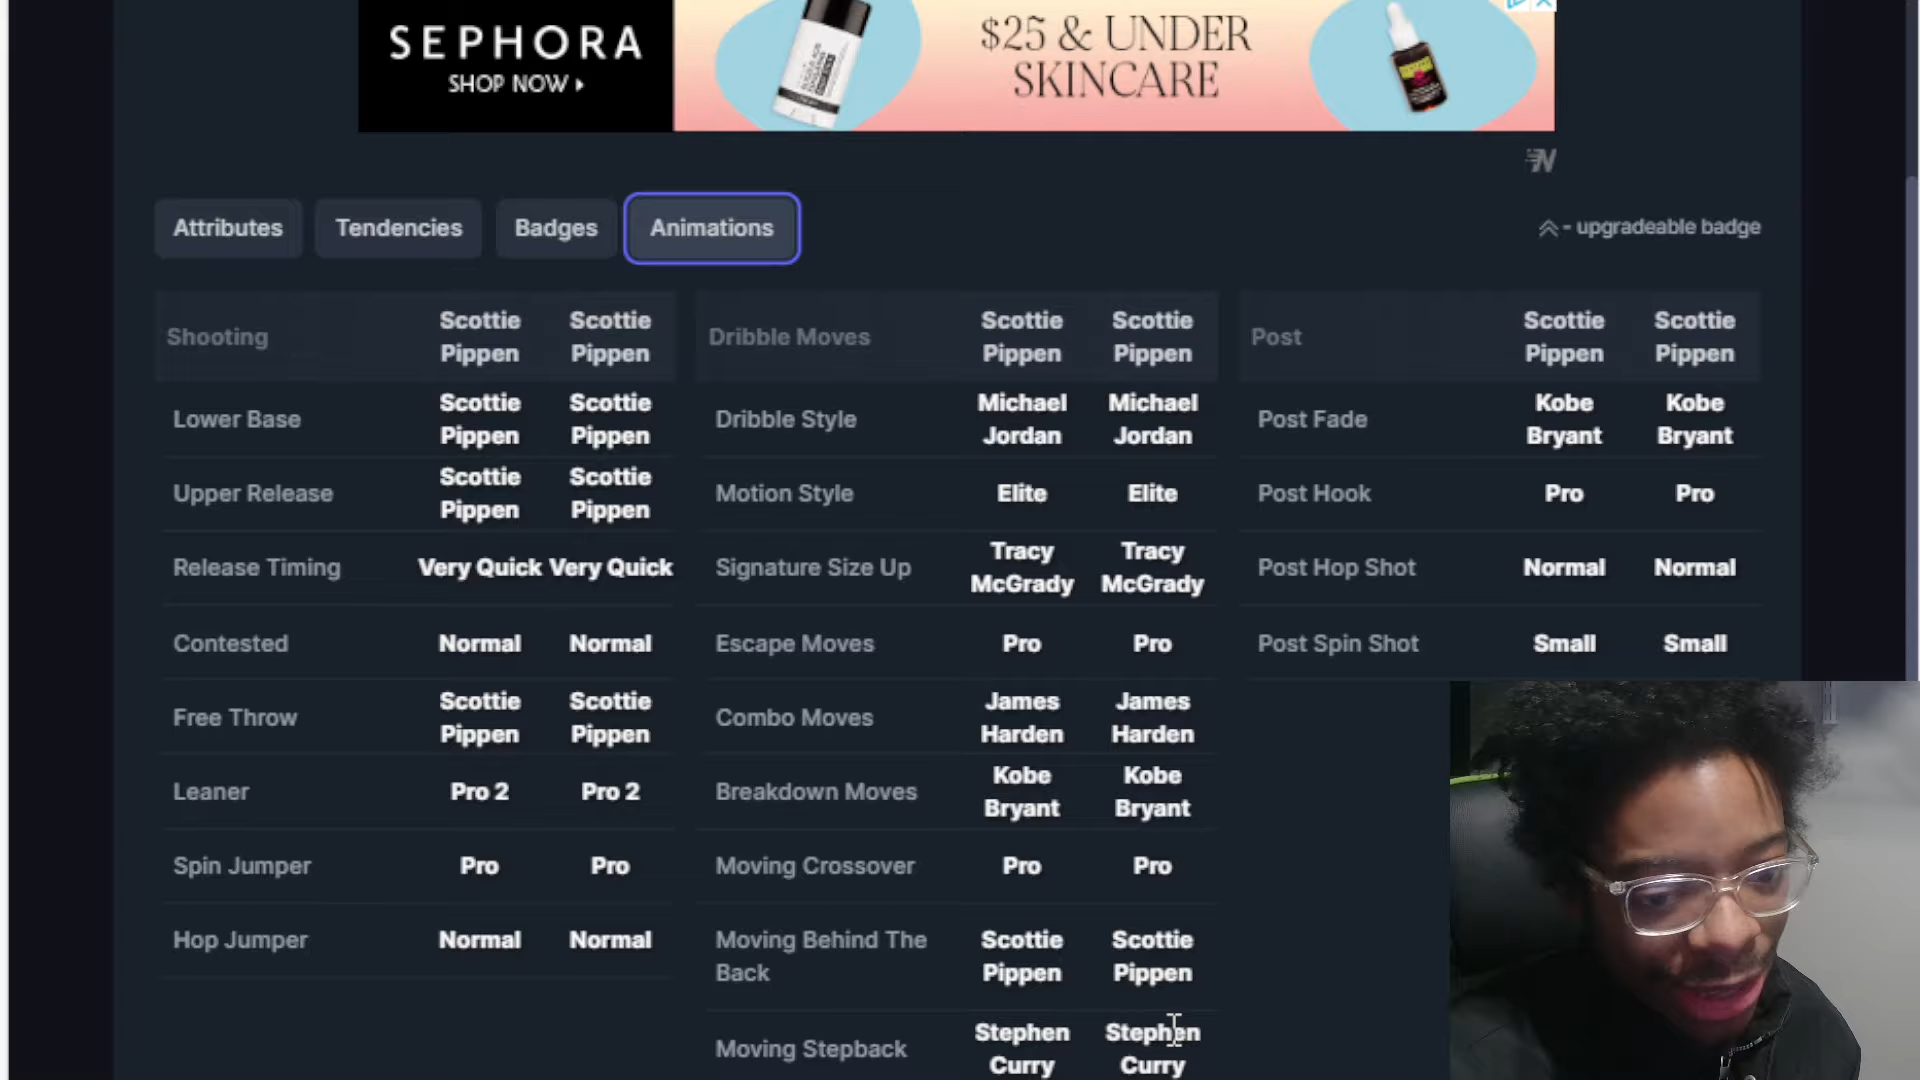 SEPHORA
SHOP NOW
$25 & UNDER
SKINCARE
Attributes Tendencies Badges Animations
- upgradeable badge
Shooting Scottie Pippen Scottie Pippen
Lower Base Scottie Pippen Scottie Pippen
Upper Release Scottie Pippen Scottie Pippen
Release Timing Very Quick Very Quick
Contested Normal Normal
Free Throw Scottie Pippen Scottie Pippen
Leaner Pro 2 Pro 2
Spin Jumper Pro Pro
Hop Jumper Normal Normal
Dribble Moves Scottie Pippen Scottie Pippen
Dribble Style Michael Jordan Michael Jordan
Motion Style Elite Elite
Signature Size Up Tracy McGrady Tracy McGrady
Escape Moves Pro Pro
Combo Moves James Harden James Harden
Breakdown Moves Kobe Bryant Kobe Bryant
Moving Crossover Pro Pro
Moving Behind The Back Scottie Pippen Scottie Pippen
Moving Stepback Stephen Curry Stephen Curry
Post Scottie Pippen Scottie Pippen
Post Fade Kobe Bryant Kobe Bryant
Post Hook Pro Pro
Post Hop Shot Normal Normal
Post Spin Shot Small Small